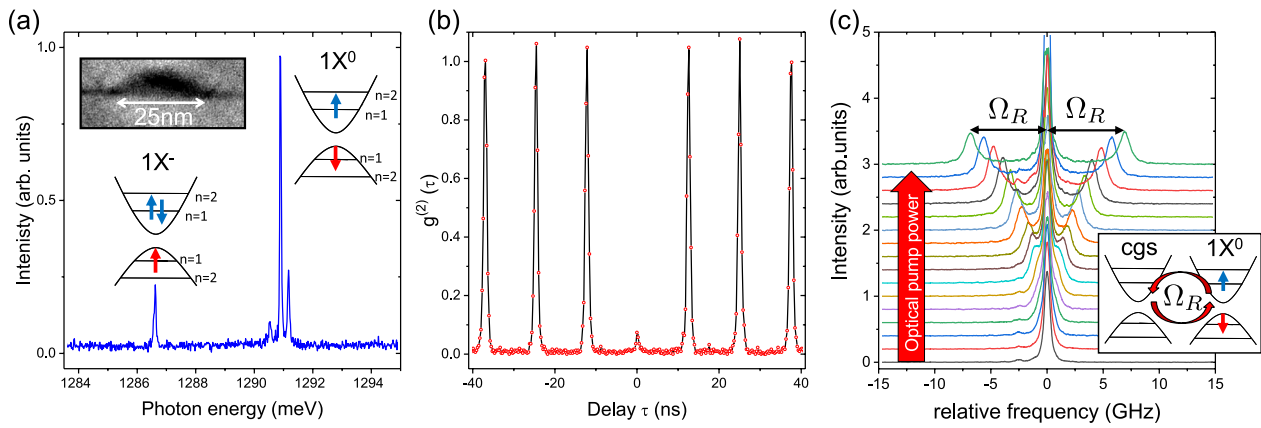 (a)
1.0
0.5
0.0
Intenisty (arb. units)
25nm
1X⁰
n=2
n=1
n=1
n=2
1X⁻
n=2
n=1
n=1
n=2
1284 1286 1288 1290 1292 1294
Photon energy (meV)
(b)
1.0
0.8
0.6
0.4
0.2
0.0
g⁽²⁾(τ)
-40 -20 0 20 40
Delay τ (ns)
(c)
5
4
3
2
1
0
Intensity (arb.units)
Ω_R Ω_R
Optical pump power
cgs 1X⁰
Ω_R
-15 -10 -5 0 5 10 15
relative frequency (GHz)